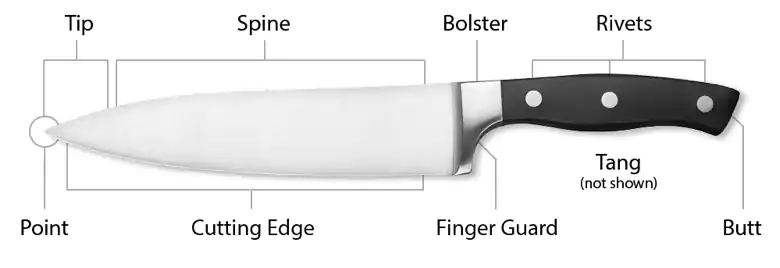 Tip
Spine
Bolster
Rivets
Tang
(not shown)
Point
Cutting Edge
Finger Guard
Butt